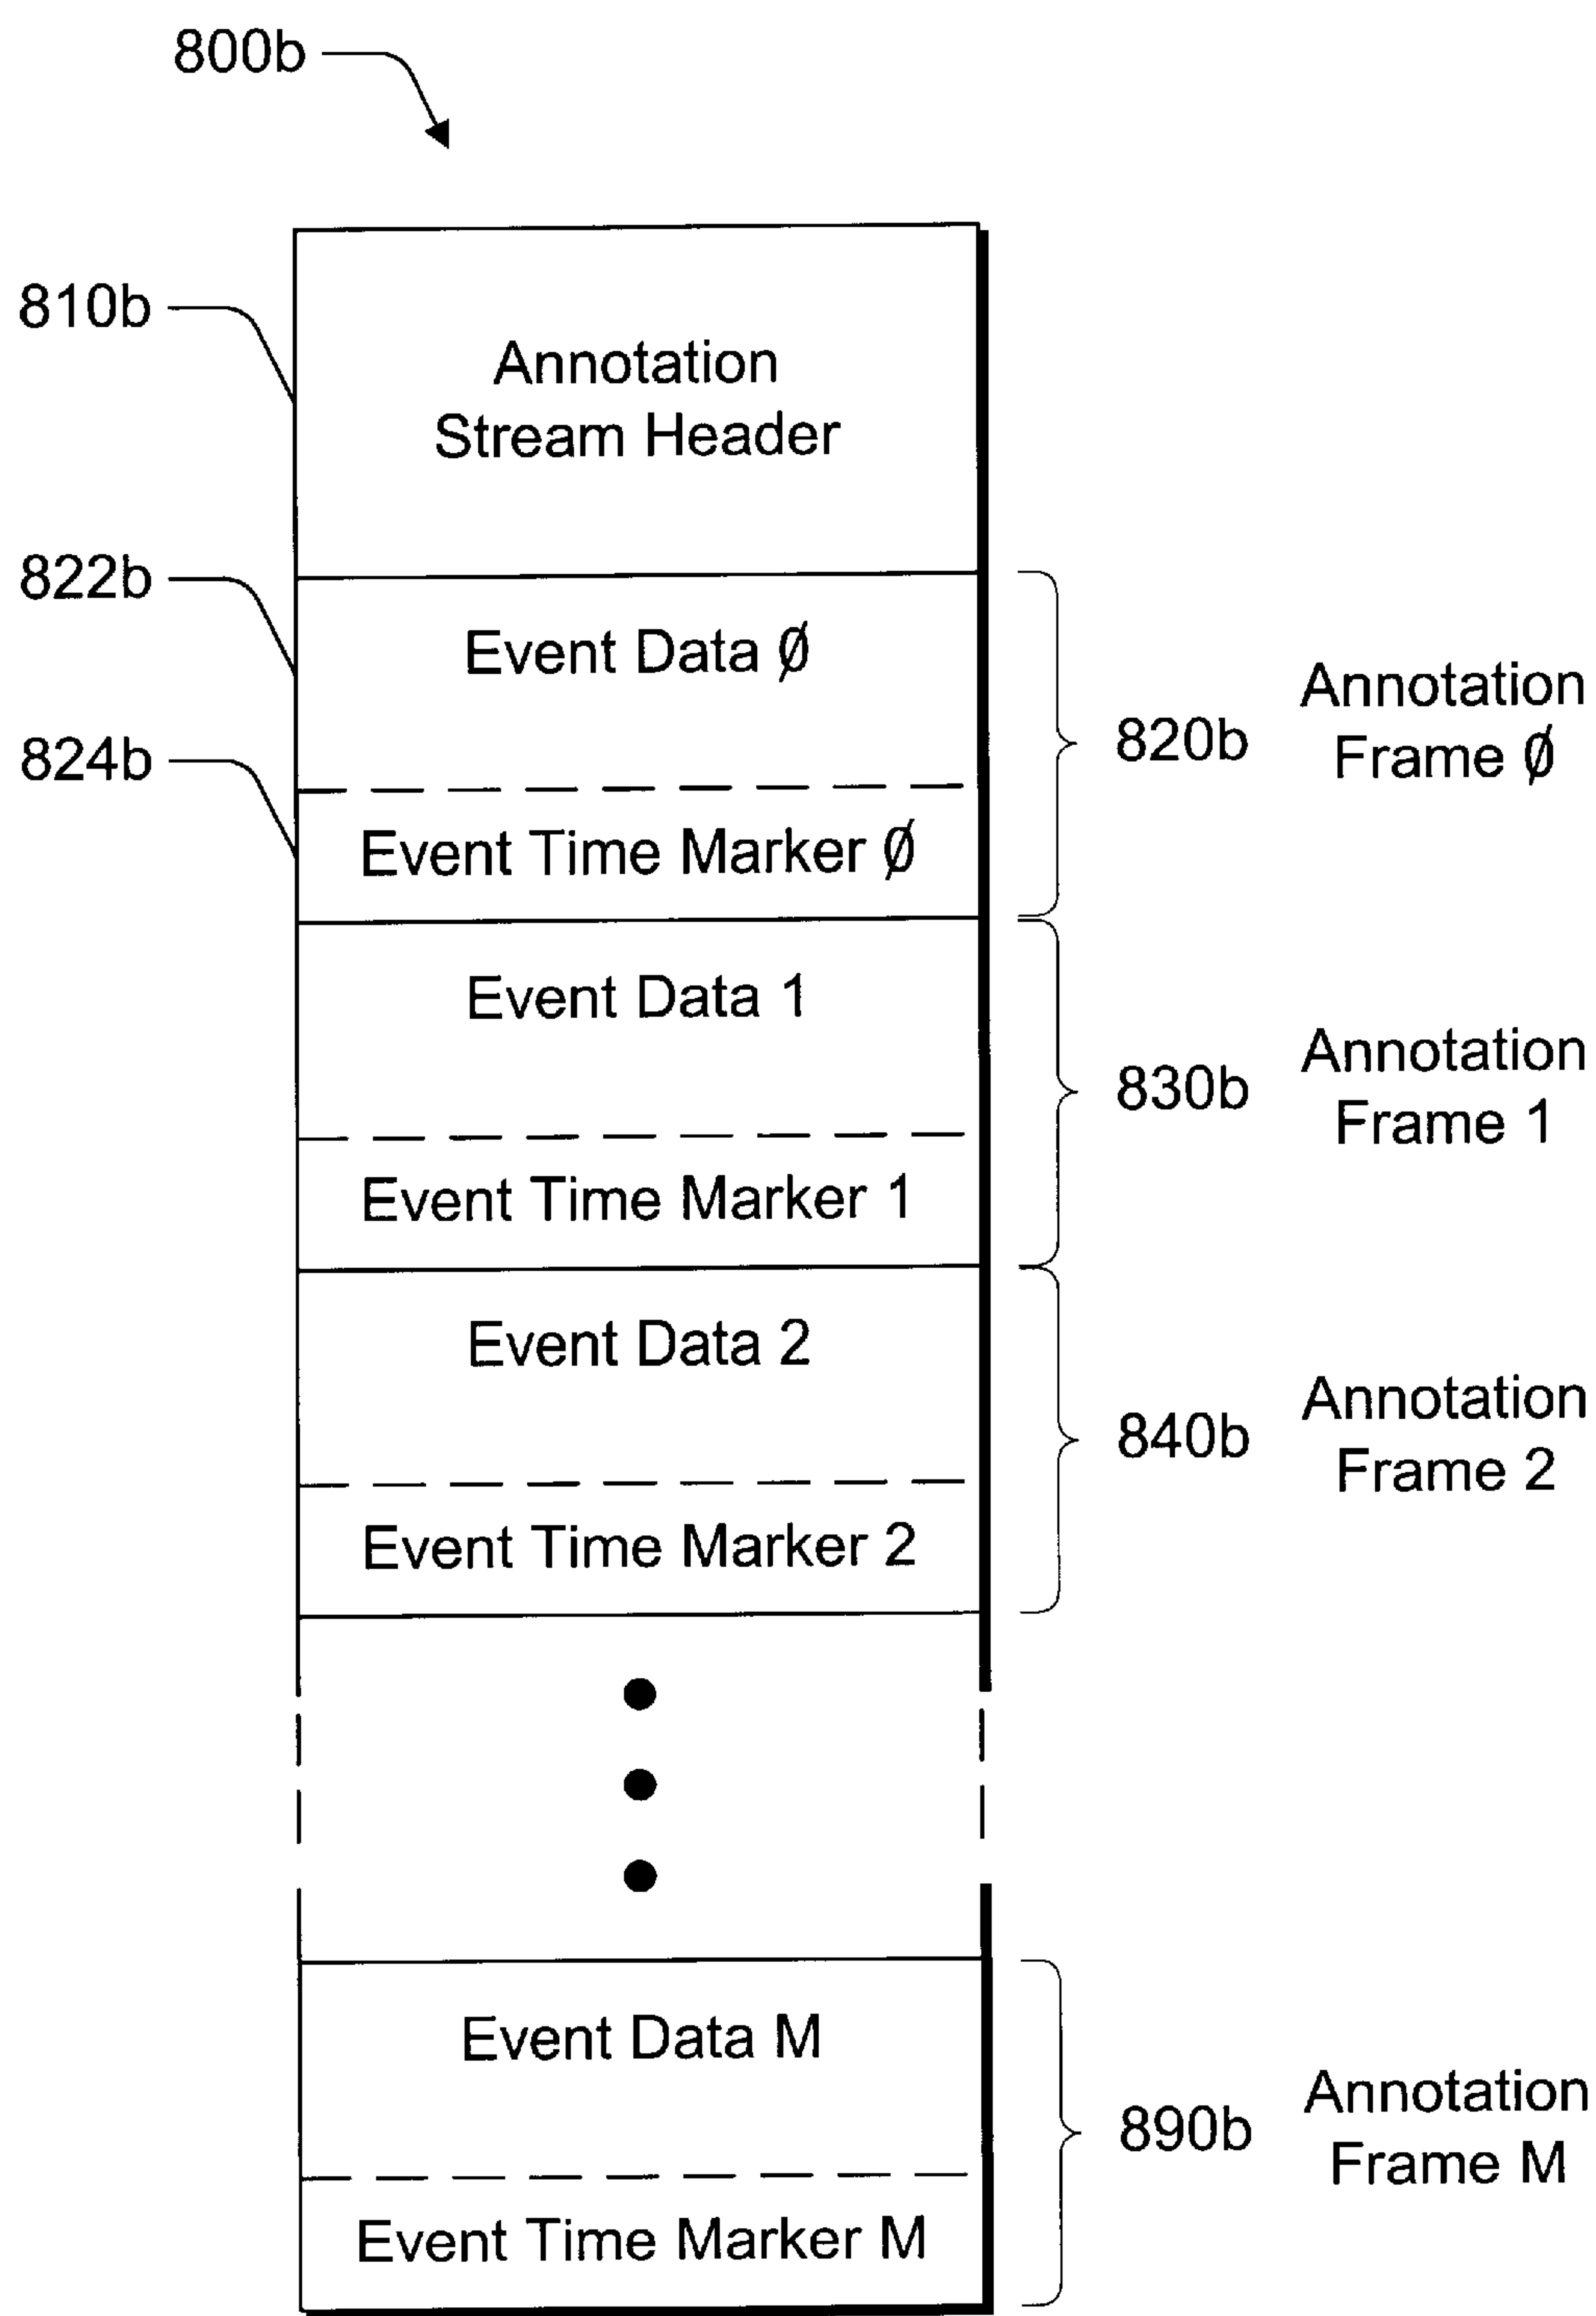 800b
810b
Annotation
Stream Header
822b
Event Data Ø
824b
Event Time Marker Ø
820b
Annotation
Frame Ø
Event Data 1
Event Time Marker 1
830b
Annotation
Frame 1
Event Data 2
Event Time Marker 2
840b
Annotation
Frame 2
Event Data M
Event Time Marker M
890b
Annotation
Frame M